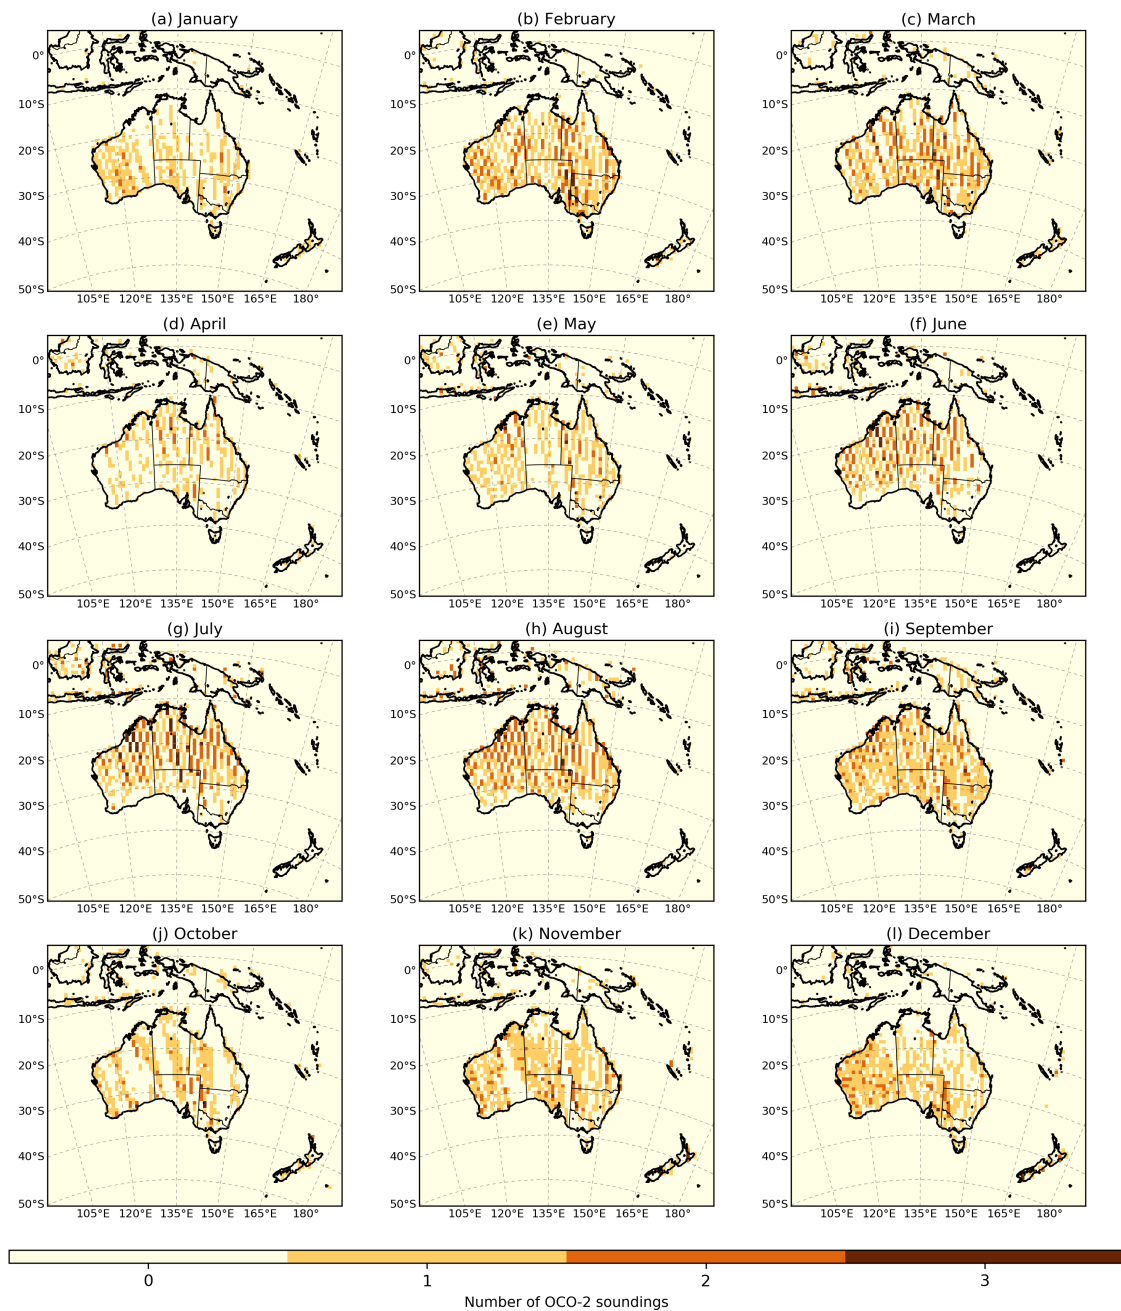 (a) January
(b) February
(c) March
0°
10°S
20°S
30°S
40°S
50°S
105°E 120°E 135°E 150°E 165°E 180°
0°
10°S
20°S
30°S
40°S
50°S
105°E 120°E 135°E 150°E 165°E 180°
0°
10°S
20°S
30°S
40°S
50°S
105°E 120°E 135°E 150°E 165°E 180°
(d) April
(e) May
(f) June
0°
10°S
20°S
30°S
40°S
50°S
105°E 120°E 135°E 150°E 165°E 180°
0°
10°S
20°S
30°S
40°S
50°S
105°E 120°E 135°E 150°E 165°E 180°
0°
10°S
20°S
30°S
40°S
50°S
105°E 120°E 135°E 150°E 165°E 180°
(g) July
(h) August
(i) September
0°
10°S
20°S
30°S
40°S
50°S
105°E 120°E 135°E 150°E 165°E 180°
0°
10°S
20°S
30°S
40°S
50°S
105°E 120°E 135°E 150°E 165°E 180°
0°
10°S
20°S
30°S
40°S
50°S
105°E 120°E 135°E 150°E 165°E 180°
(j) October
(k) November
(l) December
0°
10°S
20°S
30°S
40°S
50°S
105°E 120°E 135°E 150°E 165°E 180°
0°
10°S
20°S
30°S
40°S
50°S
105°E 120°E 135°E 150°E 165°E 180°
0°
10°S
20°S
30°S
40°S
50°S
105°E 120°E 135°E 150°E 165°E 180°
0 1 2 3
Number of OCO-2 soundings